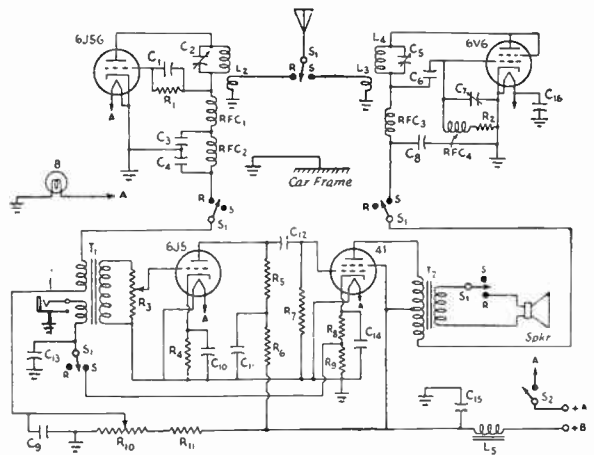 6J5G
C1
C2
L2
S1
R S
L3
L4
C5
6V6
R1
A
RFC1
C3
RFC2
C4
C6
C7
R2
C16
RFC3
C8
RFC4
A
8
A
Car Frame
R S
S1
R S
S1
T1
6J5
C12
41
T2
S1 S
R
Spkr
R3
A
R5
R7
R8
A
C14
R4
C10
C11
R6
R9
C13
S1
R S
A
S2
+A
+B
C15
C9
R10
R11
L5